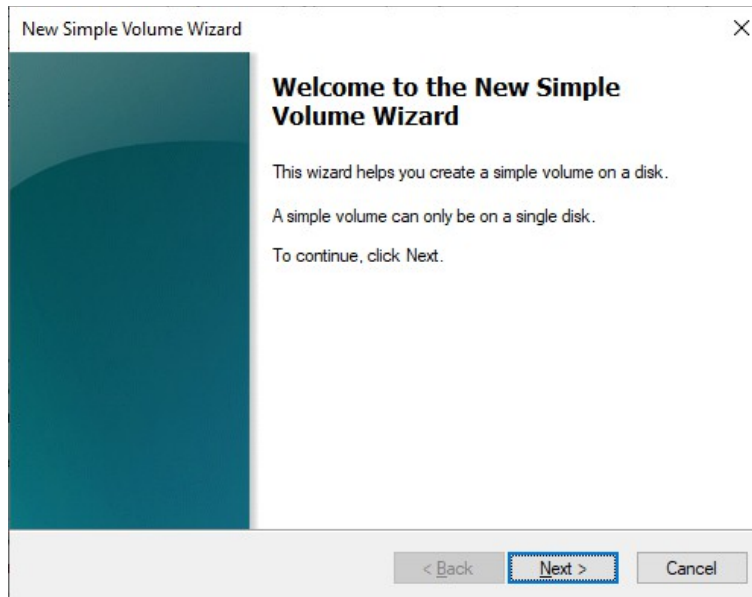 New Simple Volume Wizard
Welcome to the New Simple
Volume Wizard
This wizard helps you create a simple volume on a disk.
A simple volume can only be on a single disk.
To continue, click Next.
< Back
Next >
Cancel